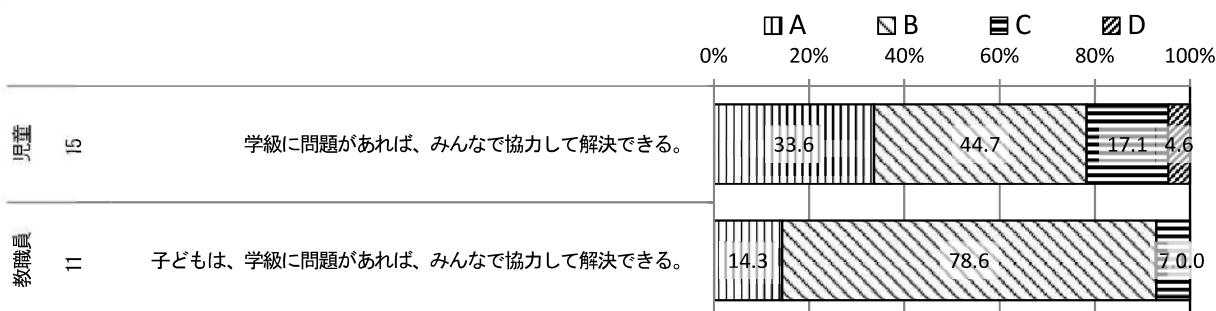 A B C D
0% 20% 40% 60% 80% 100%
児童 15 学級に問題があれば、みんなで協力して解決できる。 33.6 44.7 17.1 4.6
教職員 11 子どもは、学級に問題があれば、みんなで協力して解決できる。 14.3 78.6 0.0